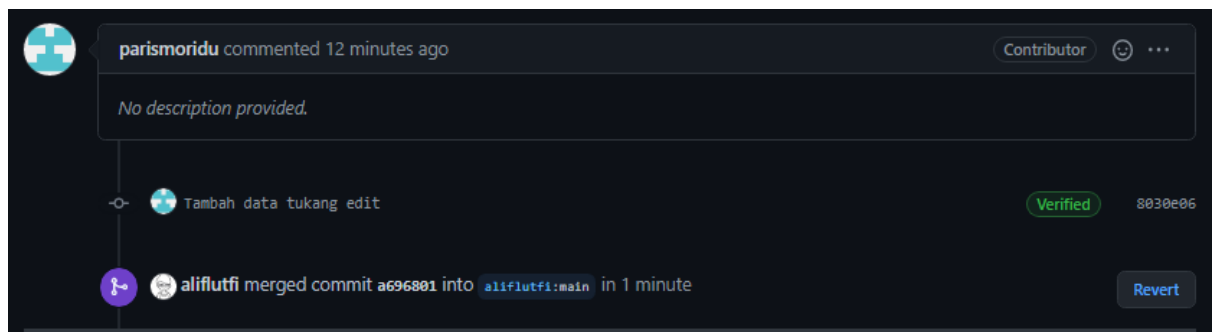 parismoridu commented 12 minutes ago Contributor
No description provided.
Tambah data tukang edit Verified 8030e06
aliflutfi merged commit a696801 into aliflutfi:main in 1 minute Revert